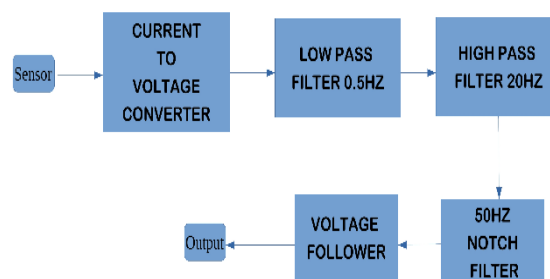 Sensor
CURRENT
TO
VOLTAGE
CONVERTER
LOW PASS
FILTER 0.5HZ
HIGH PASS
FILTER 20HZ
50HZ
NOTCH
FILTER
VOLTAGE
FOLLOWER
Output